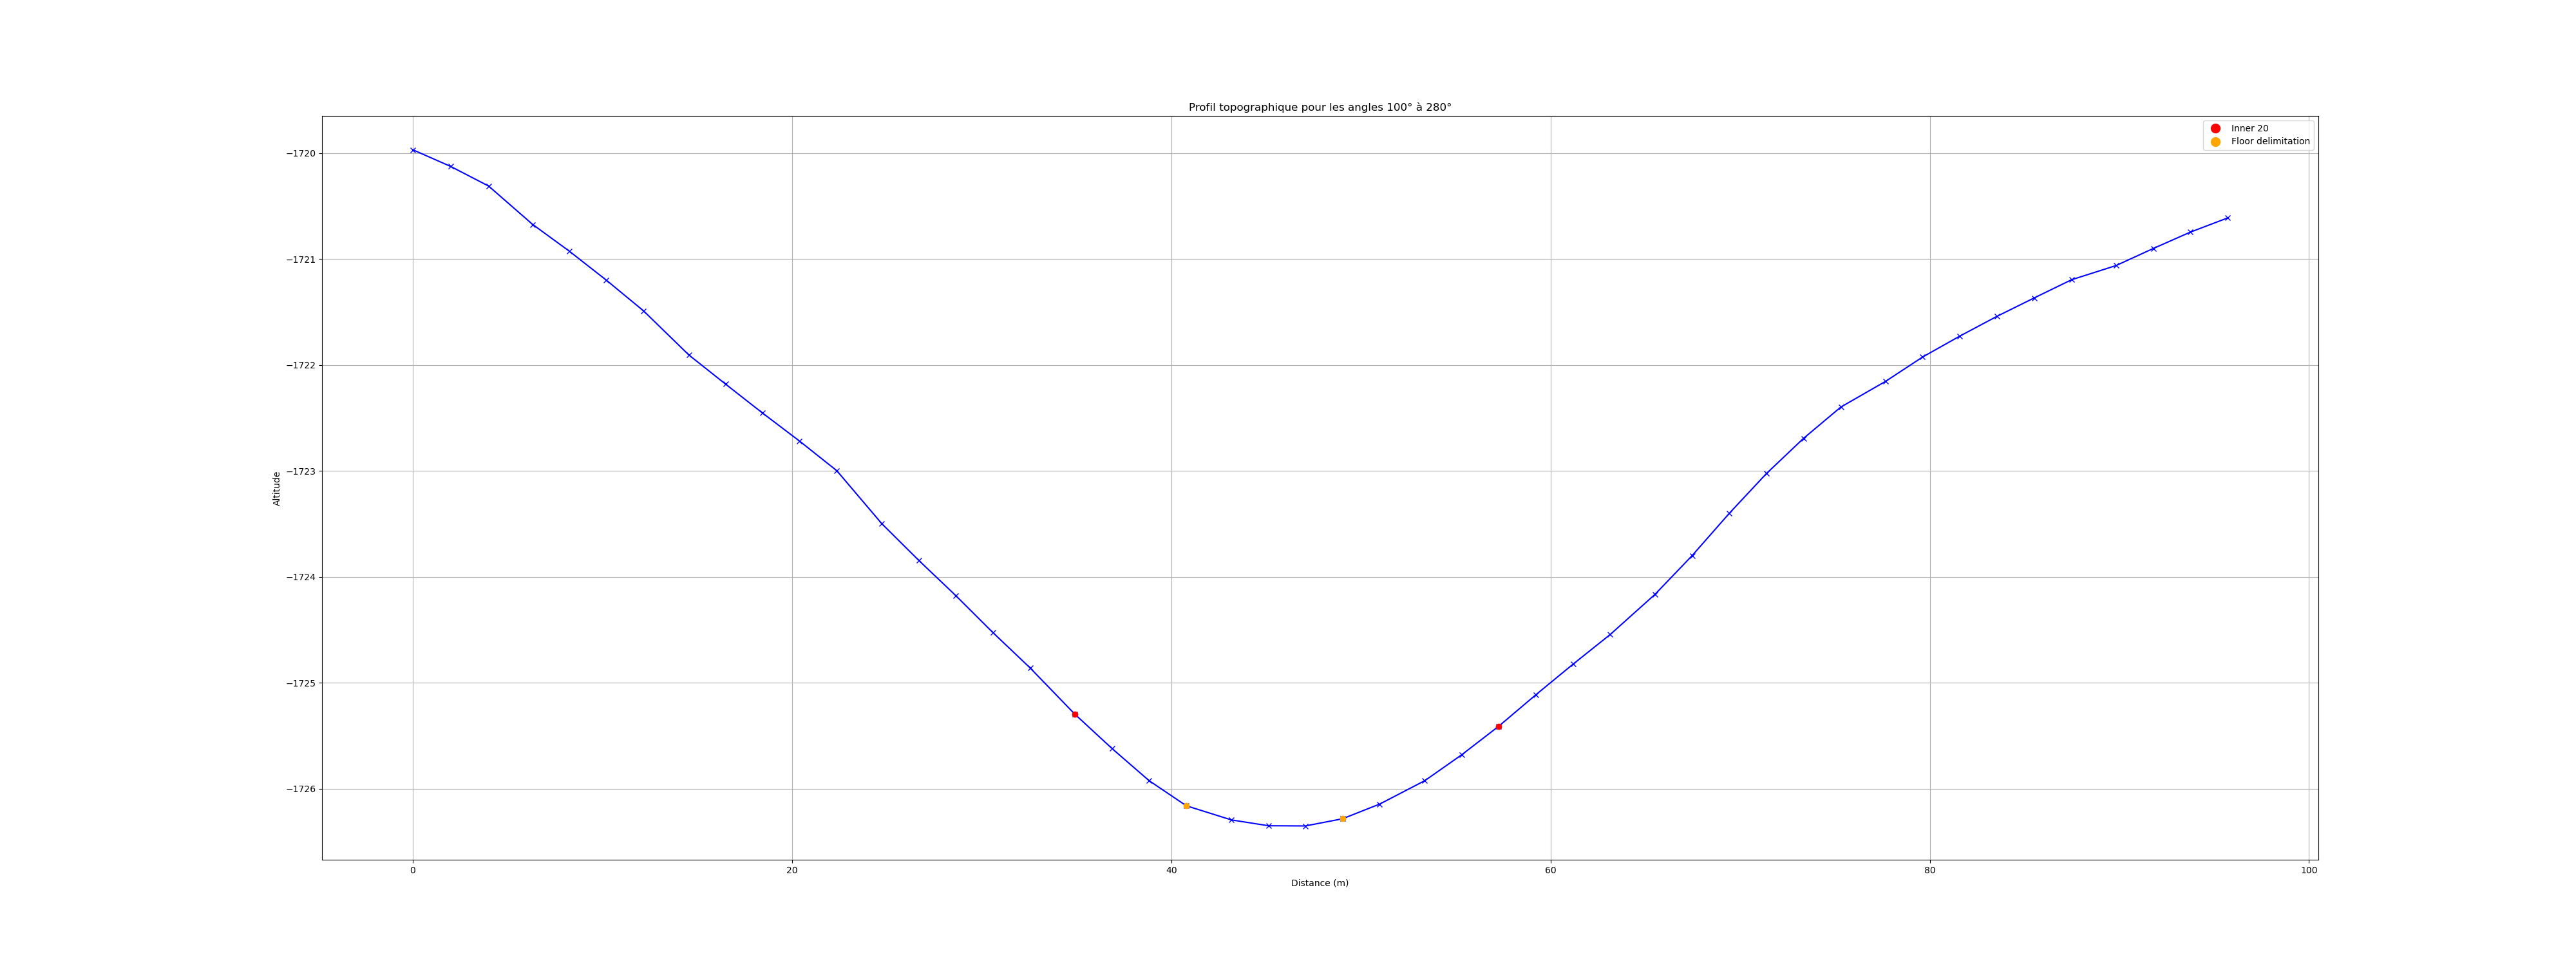 Profil topographique pour les angles 100° à 280°
Inner 20
Floor delimitation
−1720
−1721
−1722
−1723
−1724
−1725
−1726
Altitude
0 20 40 60 80 100
Distance (m)